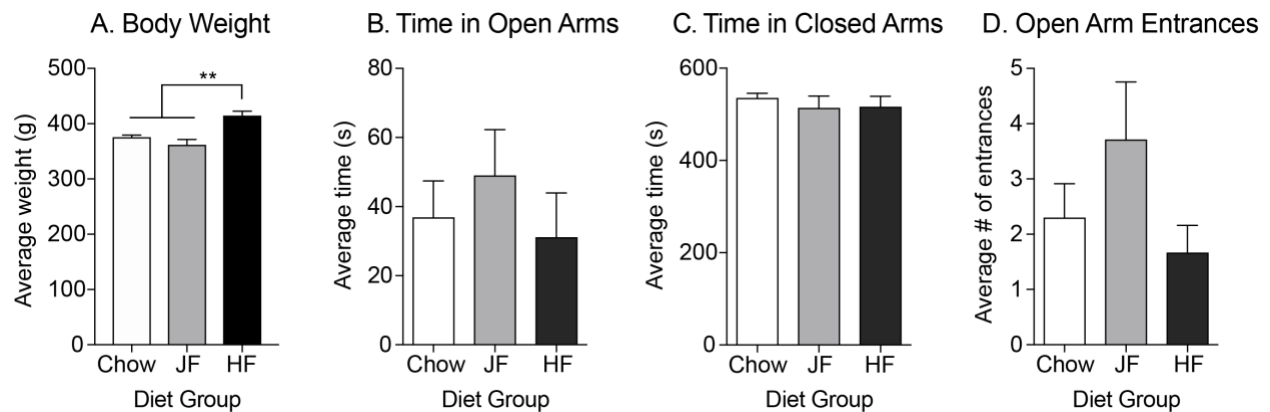 A. Body Weight
500
400
300
200
100
0
Average weight (g)
**
Chow JF HF
Diet Group
B. Time in Open Arms
80
60
40
20
0
Average time (s)
Chow JF HF
Diet Group
C. Time in Closed Arms
600
400
200
0
Average time (s)
Chow JF HF
Diet Group
D. Open Arm Entrances
5
4
3
2
1
0
Average # of entrances
Chow JF HF
Diet Group